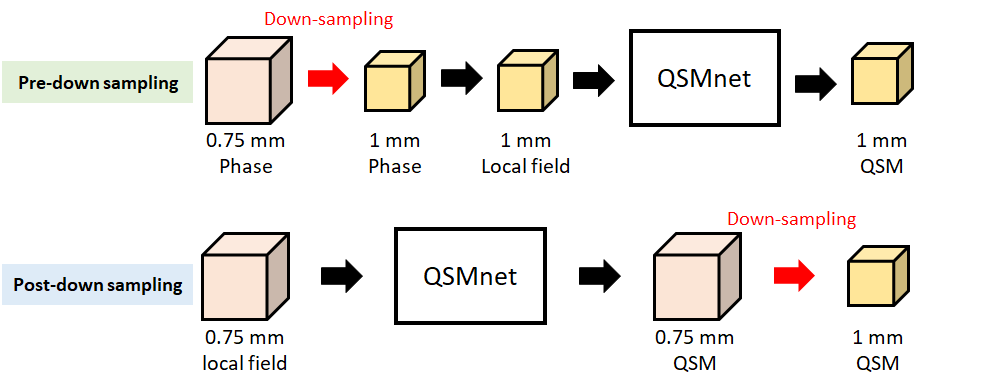 Down-sampling
Pre-down sampling
QSMnet
0.75 mm
Phase
1 mm
Phase
1 mm
Local field
1 mm
QSM
Down-sampling
Post-down sampling
QSMnet
0.75 mm
local field
0.75 mm
QSM
1 mm
QSM